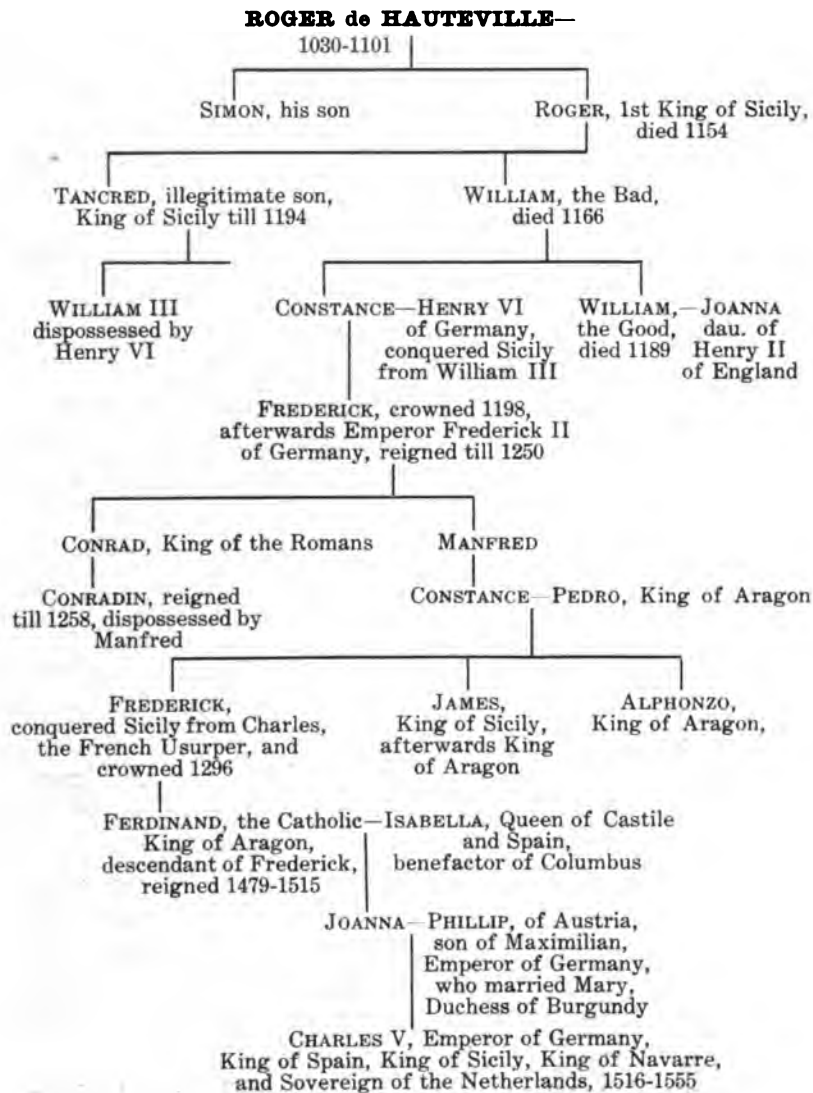 ROGER de HAUTEVILLE—
1030-1101
SIMON, his son
ROGER, 1st King of Sicily,
died 1154
TANCRED, illegitimate son,
King of Sicily till 1194
WILLIAM, the Bad,
died 1166
WILLIAM III
dispossessed by
Henry VI
CONSTANCE—HENRY VI
of Germany,
conquered Sicily
from William III
WILLIAM,—JOANNA
the Good, dau. of
died 1189 Henry II
of England
FREDERICK, crowned 1198,
afterwards Emperor Frederick II
of Germany, reigned till 1250
CONRAD, King of the Romans
MANFRED
CONRADIN, reigned
till 1258, dispossessed by
Manfred
CONSTANCE—PEDRO, King of Aragon
FREDERICK,
conquered Sicily from Charles,
the French Usurper, and
crowned 1296
JAMES,
King of Sicily,
afterwards King
of Aragon
ALPHONZO,
King of Aragon,
FERDINAND, the Catholic—ISABELLA, Queen of Castile
King of Aragon, and Spain,
descendant of Frederick, benefactor of Columbus
reigned 1479-1515
JOANNA—PHILLIP, of Austria,
son of Maximilian,
Emperor of Germany,
who married Mary,
Duchess of Burgundy
CHARLES V, Emperor of Germany,
King of Spain, King of Sicily, King of Navarre,
and Sovereign of the Netherlands, 1516-1555